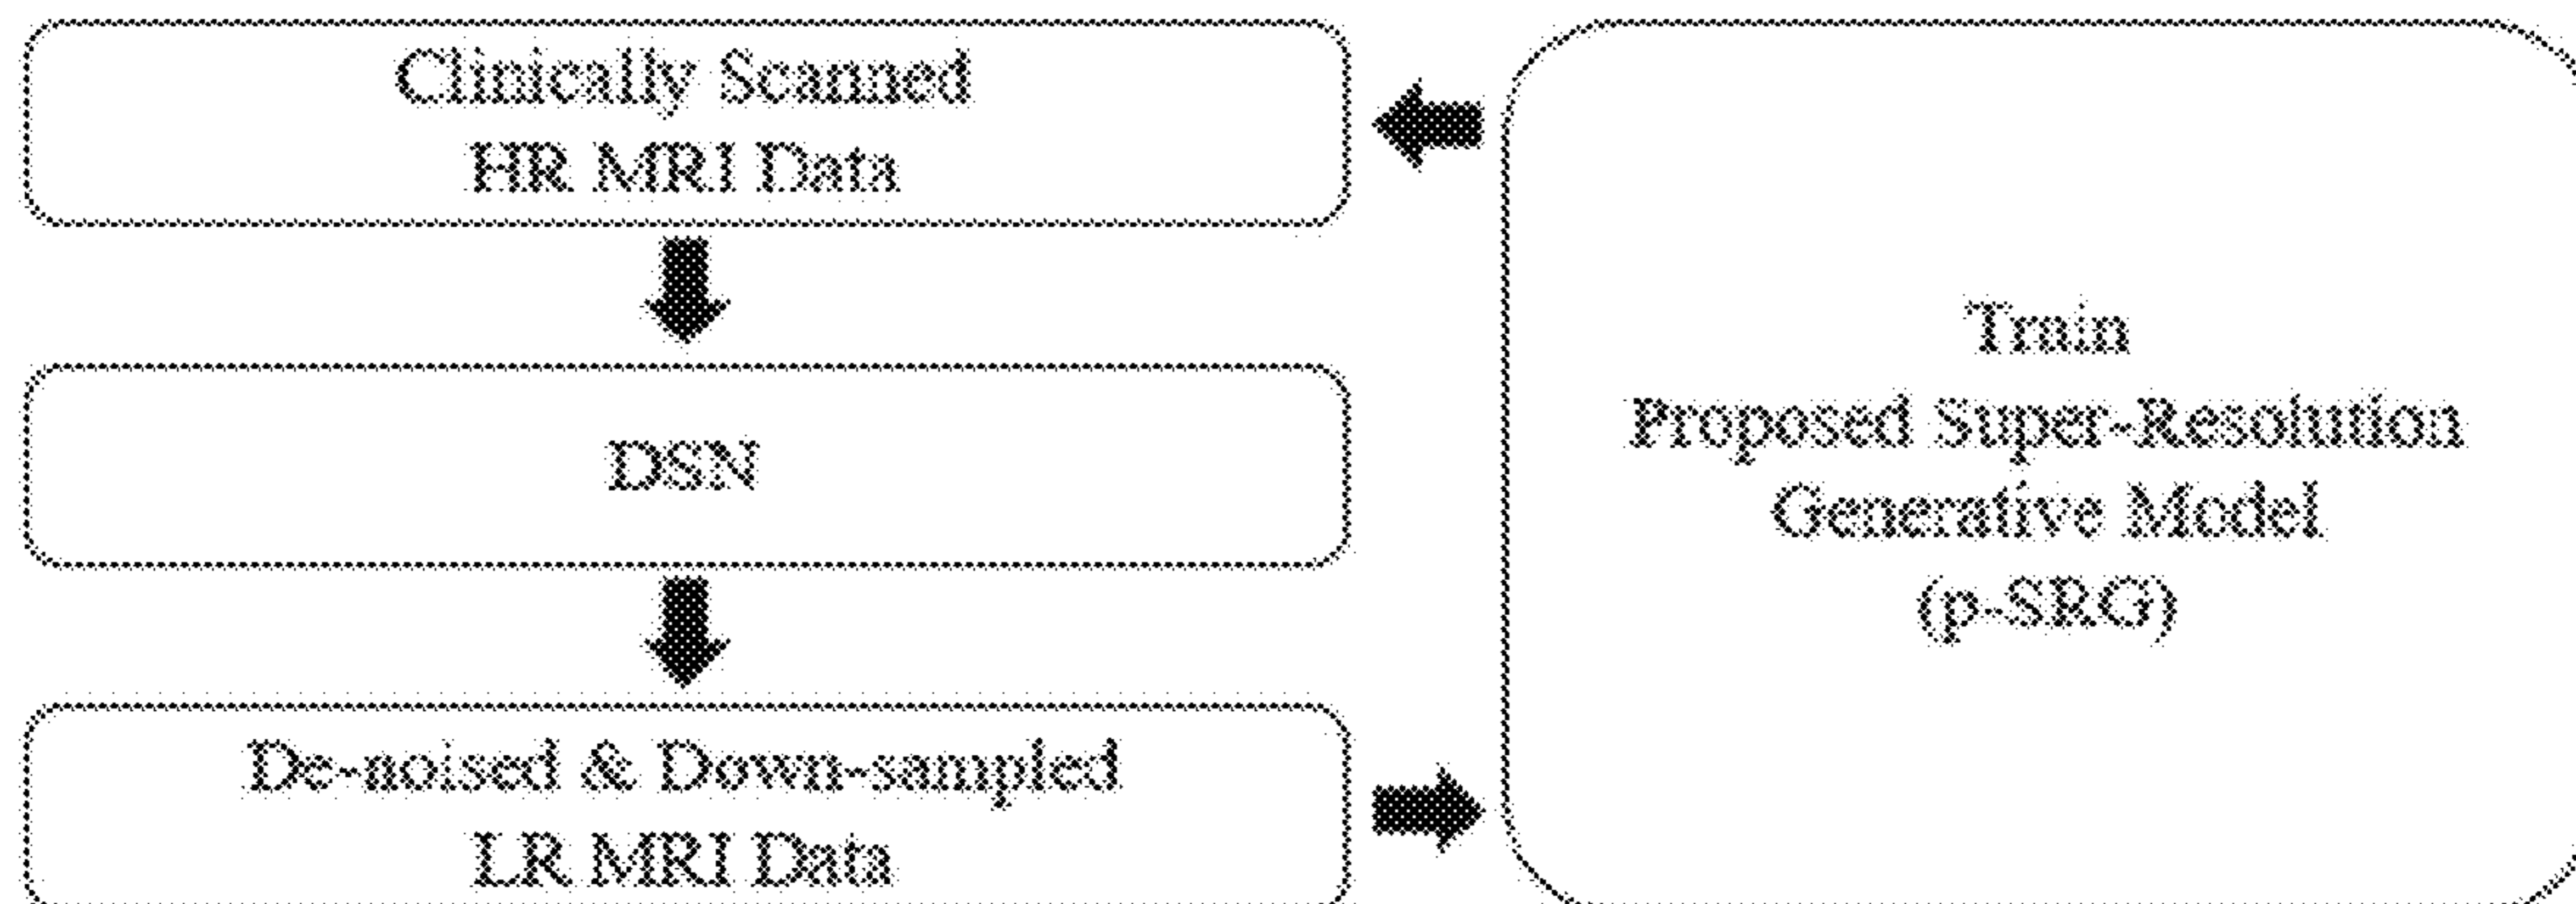 Clinically Scanned
HR MRI Data
DSN
De-noised & Down-sampled
LR MRI Data
Train
Proposed Super-Resolution
Generative Model
(p-SRG)